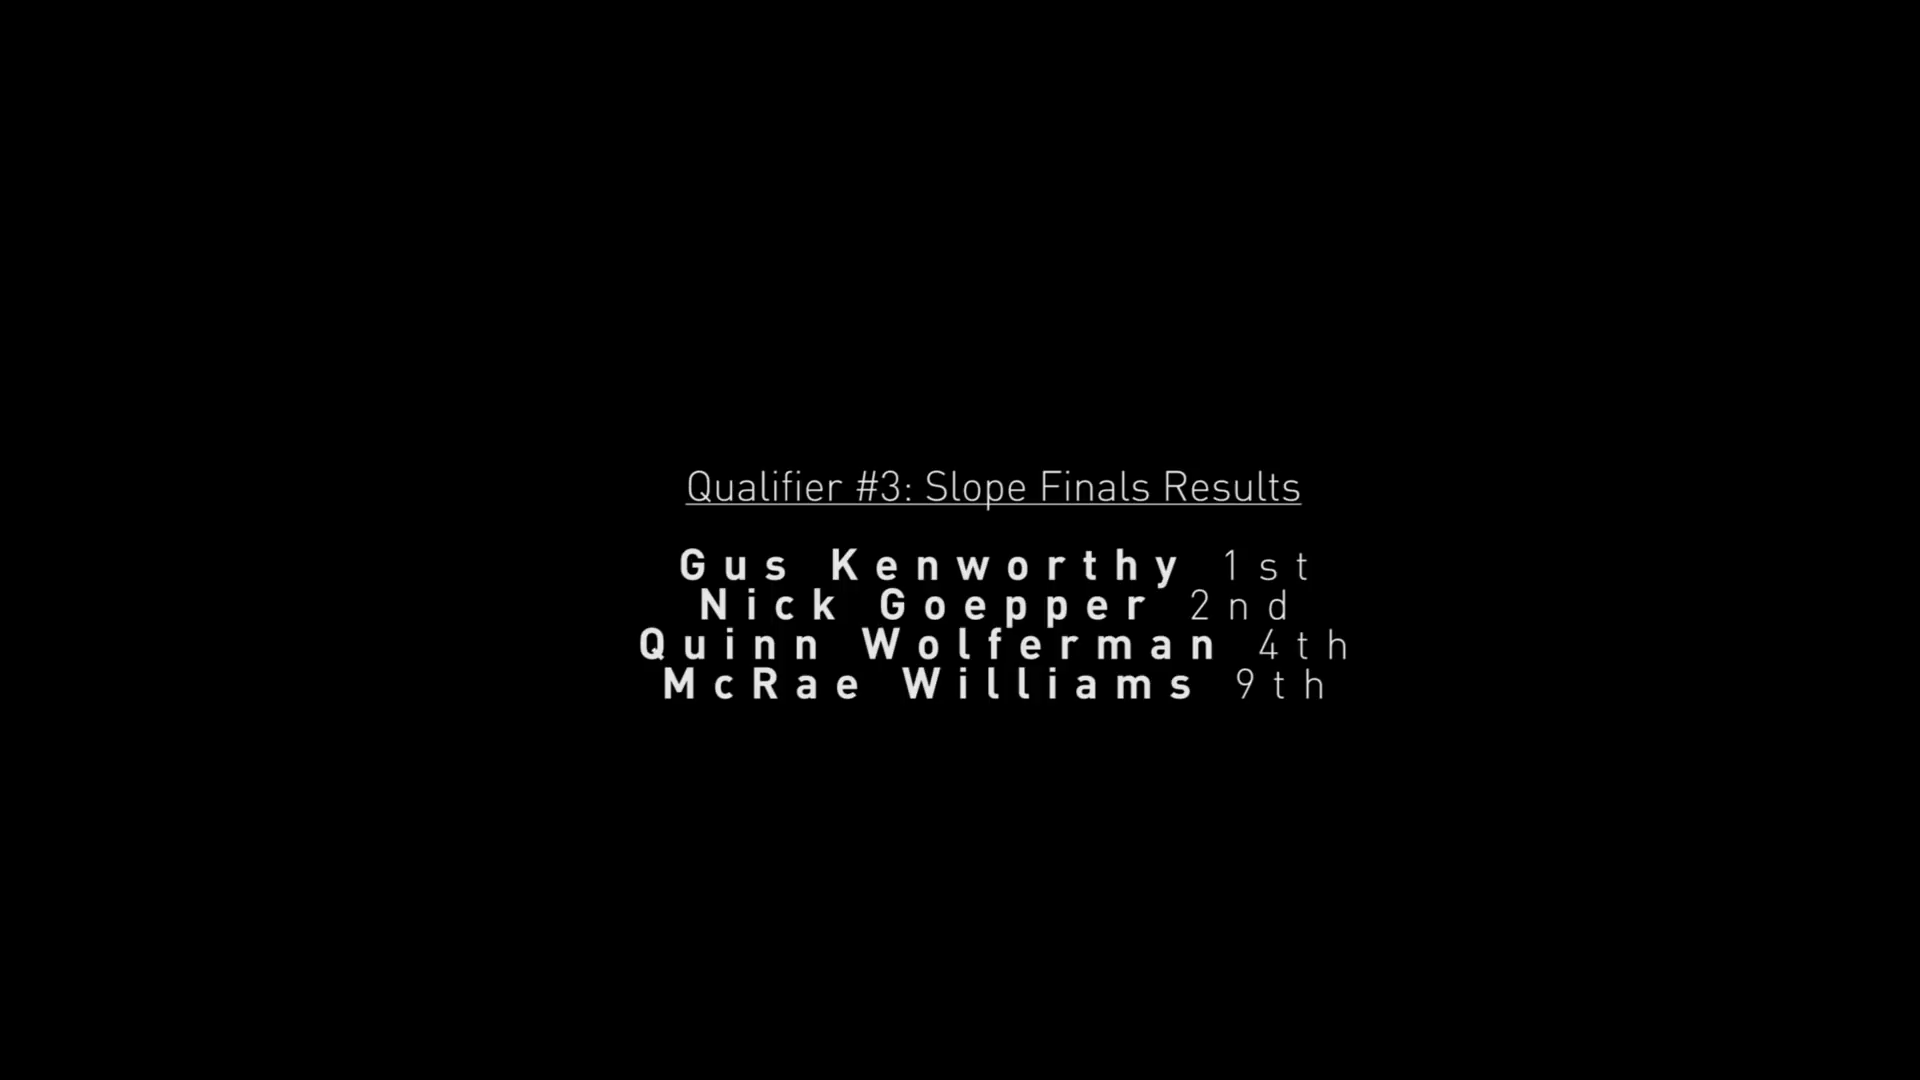 Qualifier #3: Slope Finals Results
Gus Kenworthy 1st
Nick Goepper 2nd
Quinn Wolferman 4th
McRae Williams 9th